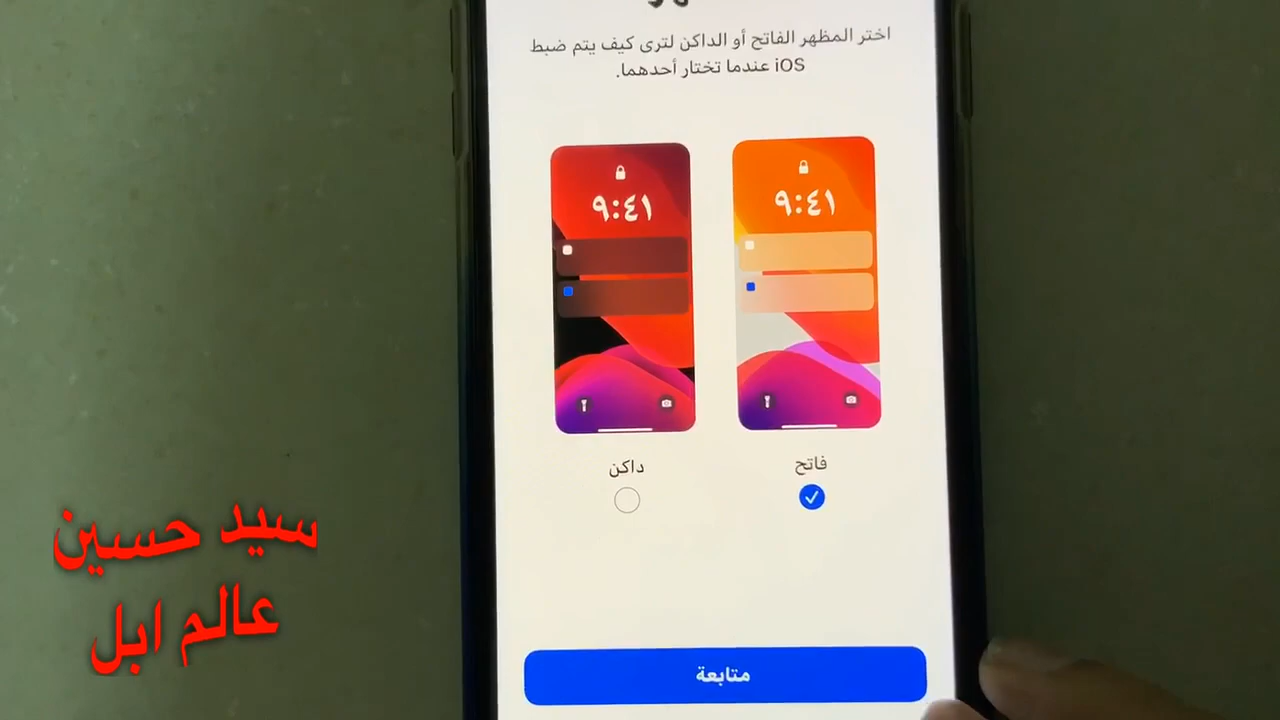 اختر المظهر الفاتح أو الداكن لترى كيف يتم ضبط
iOS عندما تختار أحدهما.
٩:٤١
٩:٤١
فاتح
داكن
متابعة
سيد حسين
عالم ابل